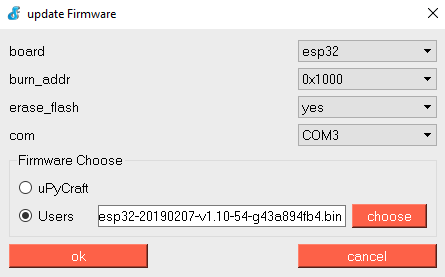 update Firmware
board esp32
burn_addr 0x1000
erase_flash yes
com COM3
Firmware Choose
uPyCraft
Users esp32-20190207-v1.10-54-g43a894fb4.bin choose
ok cancel